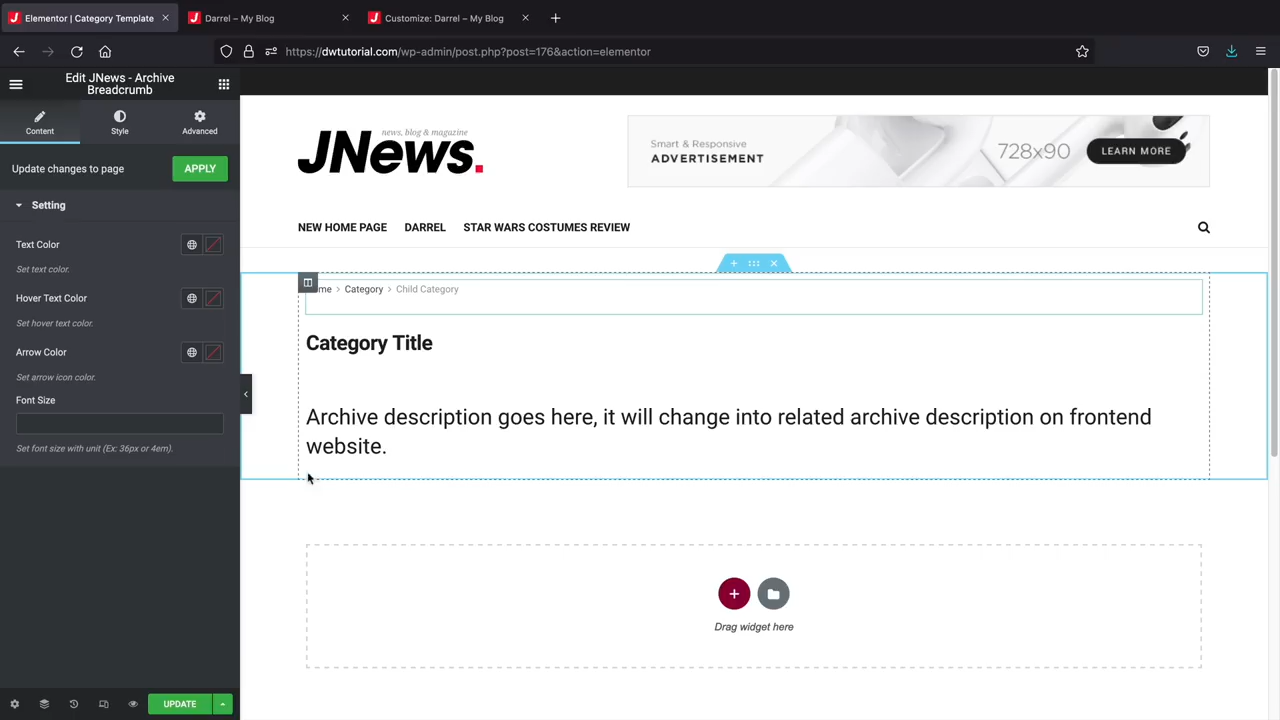 Elementor | Category Template
Darrel – My Blog
Customize: Darrel – My Blog
https://dwtutorial.com/wp-admin/post.php?post=176&action=elementor
Edit JNews - Archive
Breadcrumb
Content
Style
Advanced
Update changes to page
APPLY
Setting
Text Color
Set text color.
Hover Text Color
Set hover text color.
Arrow Color
Set arrow icon color.
Font Size
Set font size with unit (Ex: 36px or 4em).
UPDATE
news, blog & magazine
JNews.
Smart & Responsive
ADVERTISEMENT
728x90
LEARN MORE
NEW HOME PAGE
DARREL
STAR WARS COSTUMES REVIEW
Category
Child Category
Category Title
Archive description goes here, it will change into related archive description on frontend
website.
Drag widget here